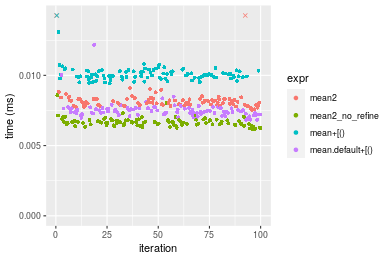 0.010
0.005
0.000
time (ms)
0
25
50
75
100
iteration
expr
mean2
mean2_no_refine
mean+[()
mean.default+[()